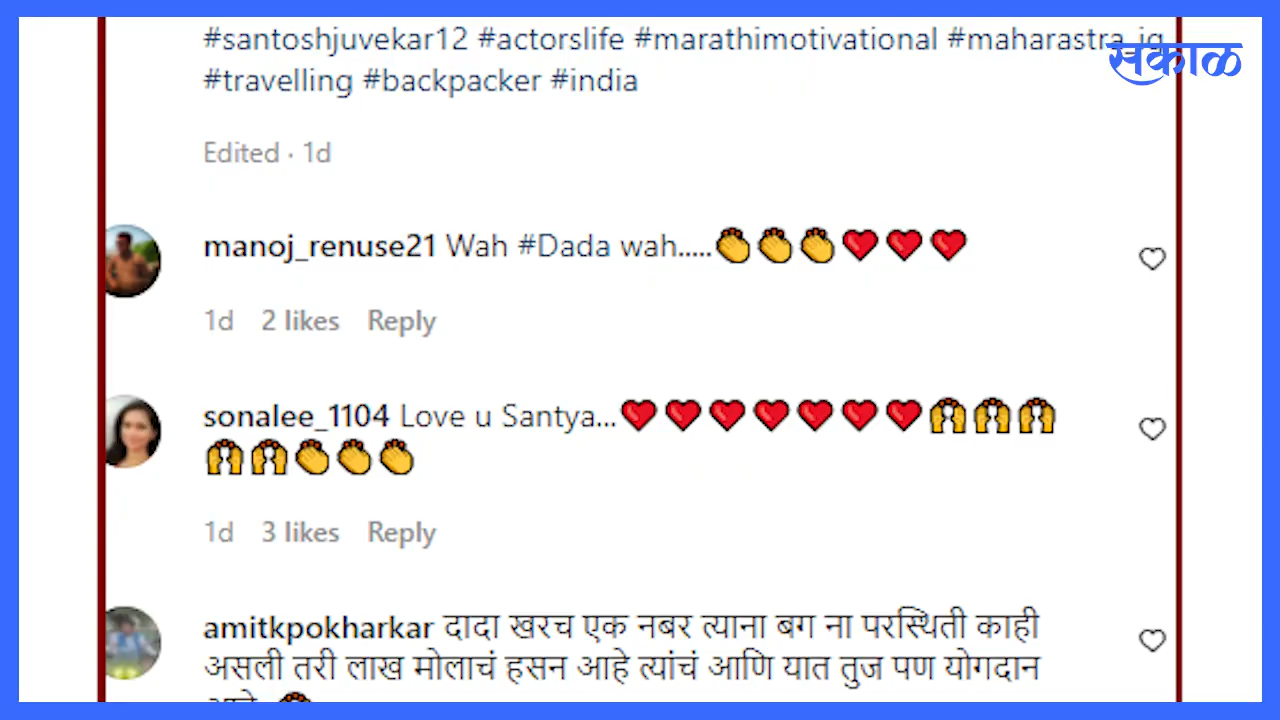 #santoshjuvekar12 #actorslife #marathimotivational #maharastra_ig
सकाळ
#travelling #backpacker #india
Edited · 1d
manoj_renuse21 Wah #Dada wah.....👏👏👏❤❤❤
1d 2 likes Reply
sonalee_1104 Love u Santya...❤❤❤❤❤❤❤🙌🙌🙌
🙌🙌👏👏👏
1d 3 likes Reply
amitkpokharkar दादा खरच एक नबर त्याना बग ना परस्थिती काही
असली तरी लाख मोलाचं हसन आहे त्यांचं आणि यात तुज पण योगदान